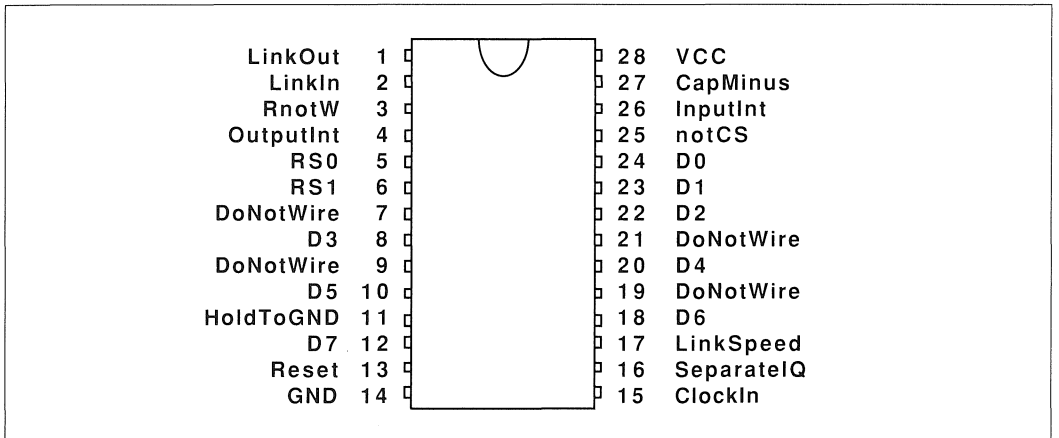 LinkOut 1 28 VCC
LinkIn 2 27 CapMinus
RnotW 3 26 InputInt
OutputInt 4 25 notCS
RS0 5 24 D0
RS1 6 23 D1
DoNotWire 7 22 D2
D3 8 21 DoNotWire
DoNotWire 9 20 D4
D5 10 19 DoNotWire
HoldToGND 11 18 D6
D7 12 17 LinkSpeed
Reset 13 16 SeparateIQ
GND 14 15 ClockIn